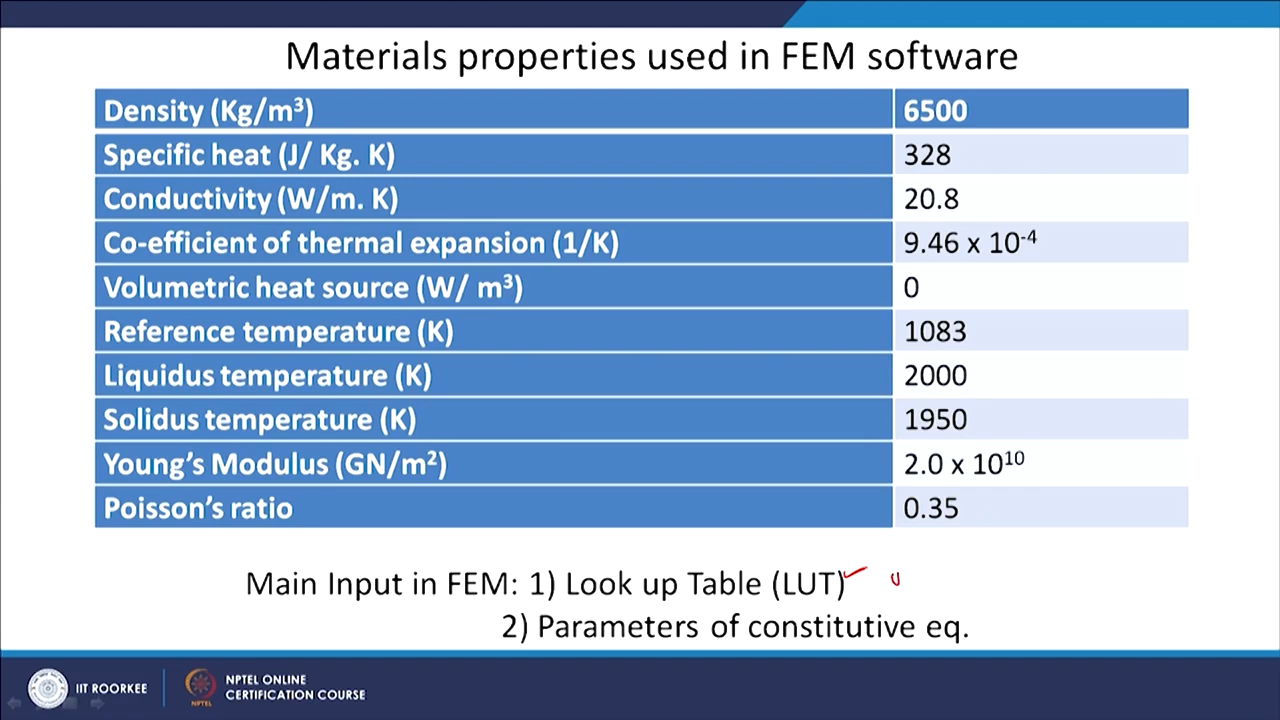 Materials properties used in FEM software
Density (Kg/m³) 6500
Specific heat (J/ Kg. K) 328
Conductivity (W/m. K) 20.8
Co-efficient of thermal expansion (1/K) 9.46 x 10⁻⁴
Volumetric heat source (W/ m³) 0
Reference temperature (K) 1083
Liquidus temperature (K) 2000
Solidus temperature (K) 1950
Young’s Modulus (GN/m²) 2.0 x 10¹⁰
Poisson’s ratio 0.35
Main Input in FEM: 1) Look up Table (LUT)
2) Parameters of constitutive eq.
IIT ROORKEE
NPTEL
NPTEL ONLINE
CERTIFICATION COURSE